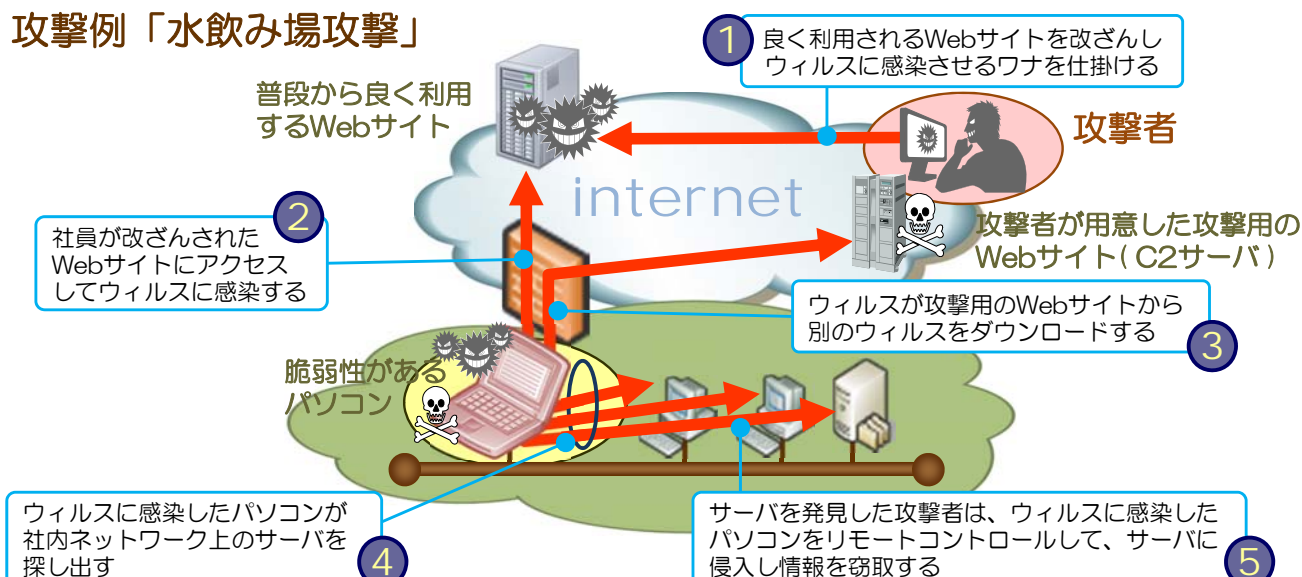 攻撃例「水飲み場攻撃」
1
良く利用されるWebサイトを改ざんし
ウィルスに感染させるワナを仕掛ける
普段から良く利用
するWebサイト
攻撃者
internet
2
社員が改ざんされた
Webサイトにアクセス
してウィルスに感染する
攻撃者が用意した攻撃用の
Webサイト( C2サーバ )
ウィルスが攻撃用のWebサイトから
別のウィルスをダウンロードする
3
脆弱性がある
パソコン
ウィルスに感染したパソコンが
社内ネットワーク上のサーバを
探し出す
4
サーバを発見した攻撃者は、ウィルスに感染した
パソコンをリモートコントロールして、サーバに
侵入し情報を窃取する
5